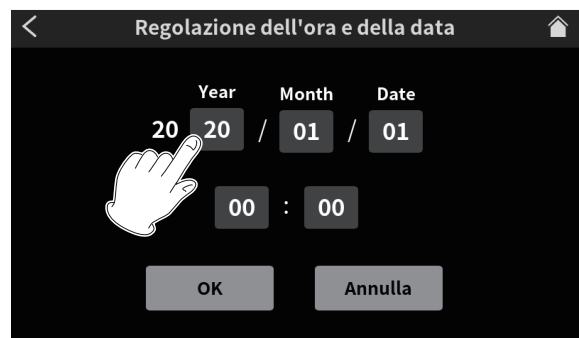 Regolazione dell'ora e della data
Year Month Date
20 20 / 01 / 01
00 : 00
OK Annulla